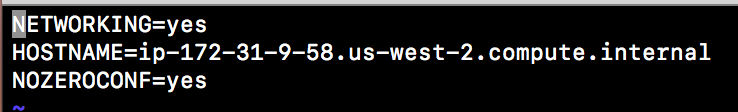 NETWORKING=yes
HOSTNAME=ip-172-31-9-58.us-west-2.compute.internal
NOZEROCONF=yes
~